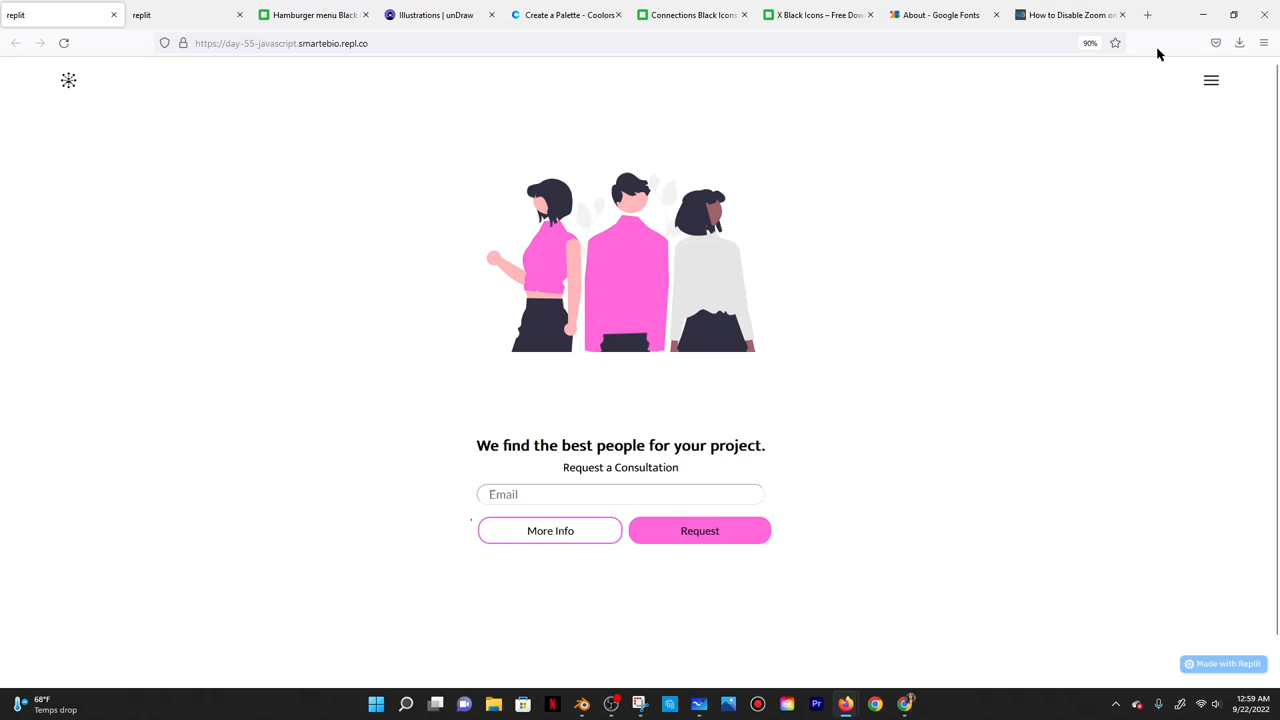 replit
replit
Hamburger menu Black
Illustrations | unDraw
Create a Palette - Coolors
Connections Black Icons
X Black Icons – Free Dow
About - Google Fonts
How to Disable Zoom on
https://day-55-javascript.smartebio.repl.co
90%
We find the best people for your project.
Request a Consultation
Email
More Info
Request
Made with Replit
68°F
Temps drop
12:59 AM
9/22/2022